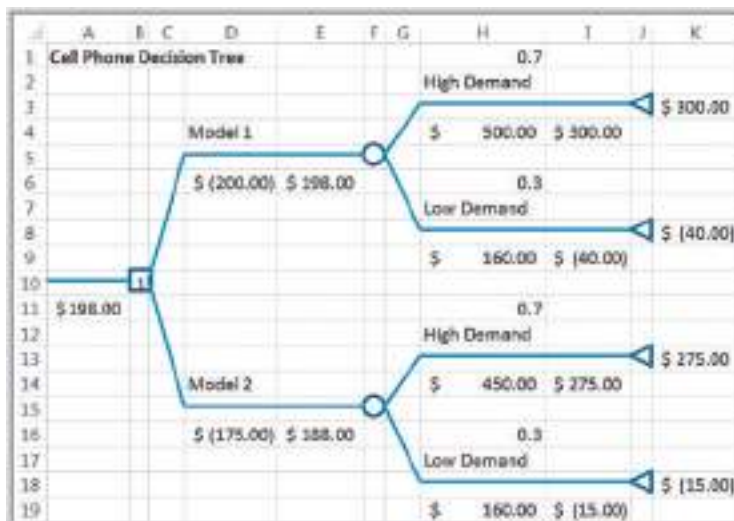 A B C D E F G H I J K
1 Cell Phone Decision Tree 0.7
2 High Demand
3 $ 300.00
4 Model 1 $ 500.00 $ 300.00
5
6 $ (200.00) $ 198.00 0.3
7 Low Demand
8 $ (40.00)
9 $ 160.00 $ (40.00)
10 1
11 $ 198.00 0.7
12 High Demand
13 $ 275.00
14 Model 2 $ 450.00 $ 275.00
15
16 $ (175.00) $ 188.00 0.3
17 Low Demand
18 $ (15.00)
19 $ 160.00 $ (15.00)